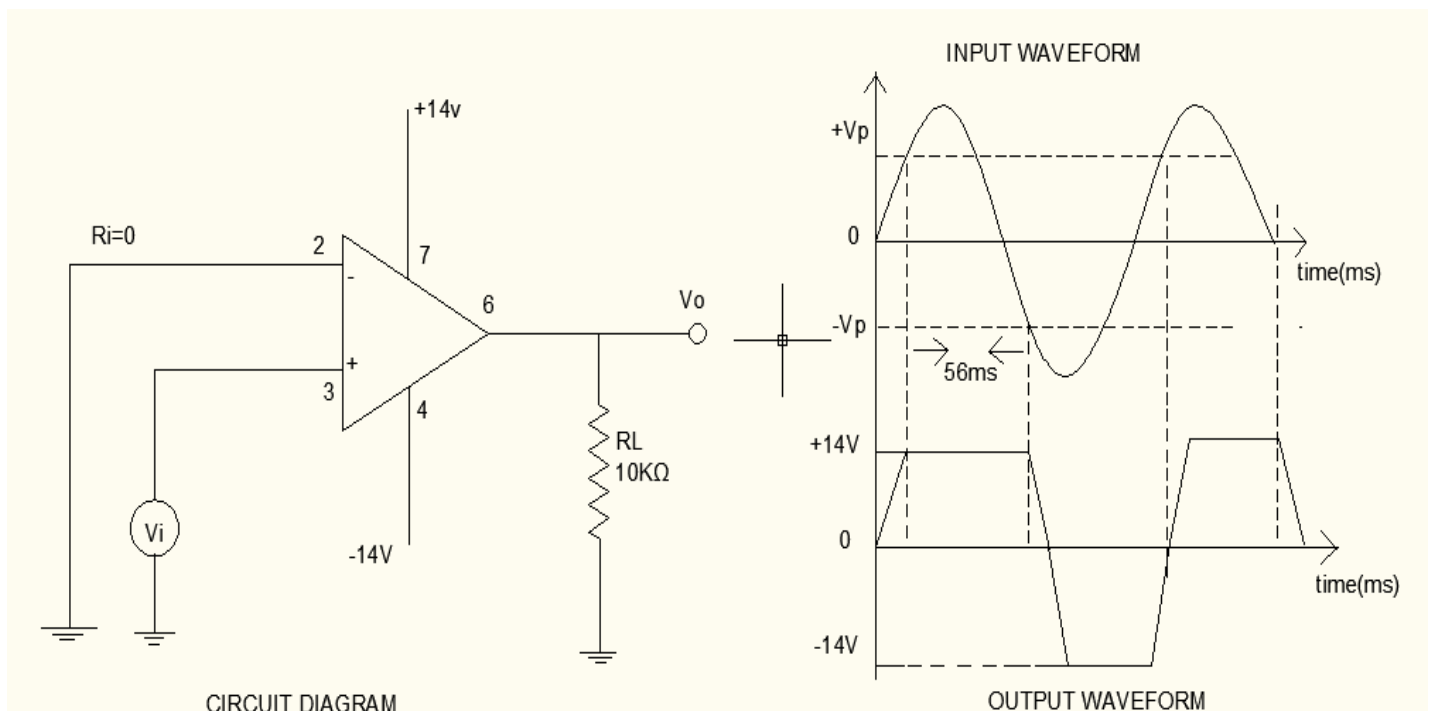 INPUT WAVEFORM
+14v
+Vp
Ri=0
2
7
-
0
time(ms)
6
Vo
-Vp
+
3
4
56ms
+14V
RL
10KΩ
Vi
-14V
0
time(ms)
-14V
CIRCUIT DIAGRAM
OUTPUT WAVEFORM